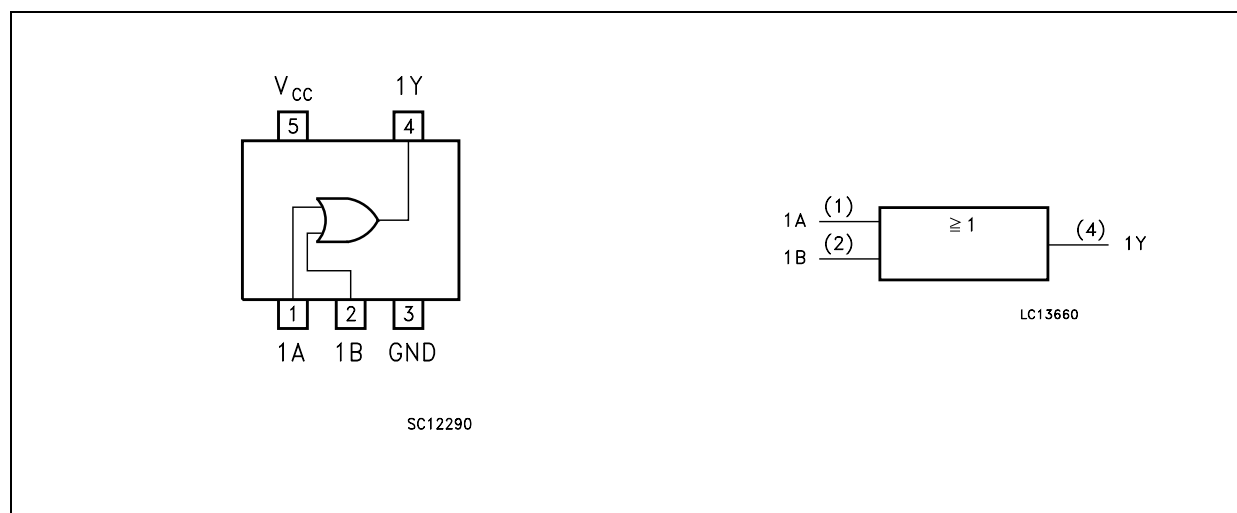 V CC 1Y
5 4
1 2 3
1A 1B GND
SC12290
1A (1) ≧ 1
1B (2) (4) 1Y
LC13660